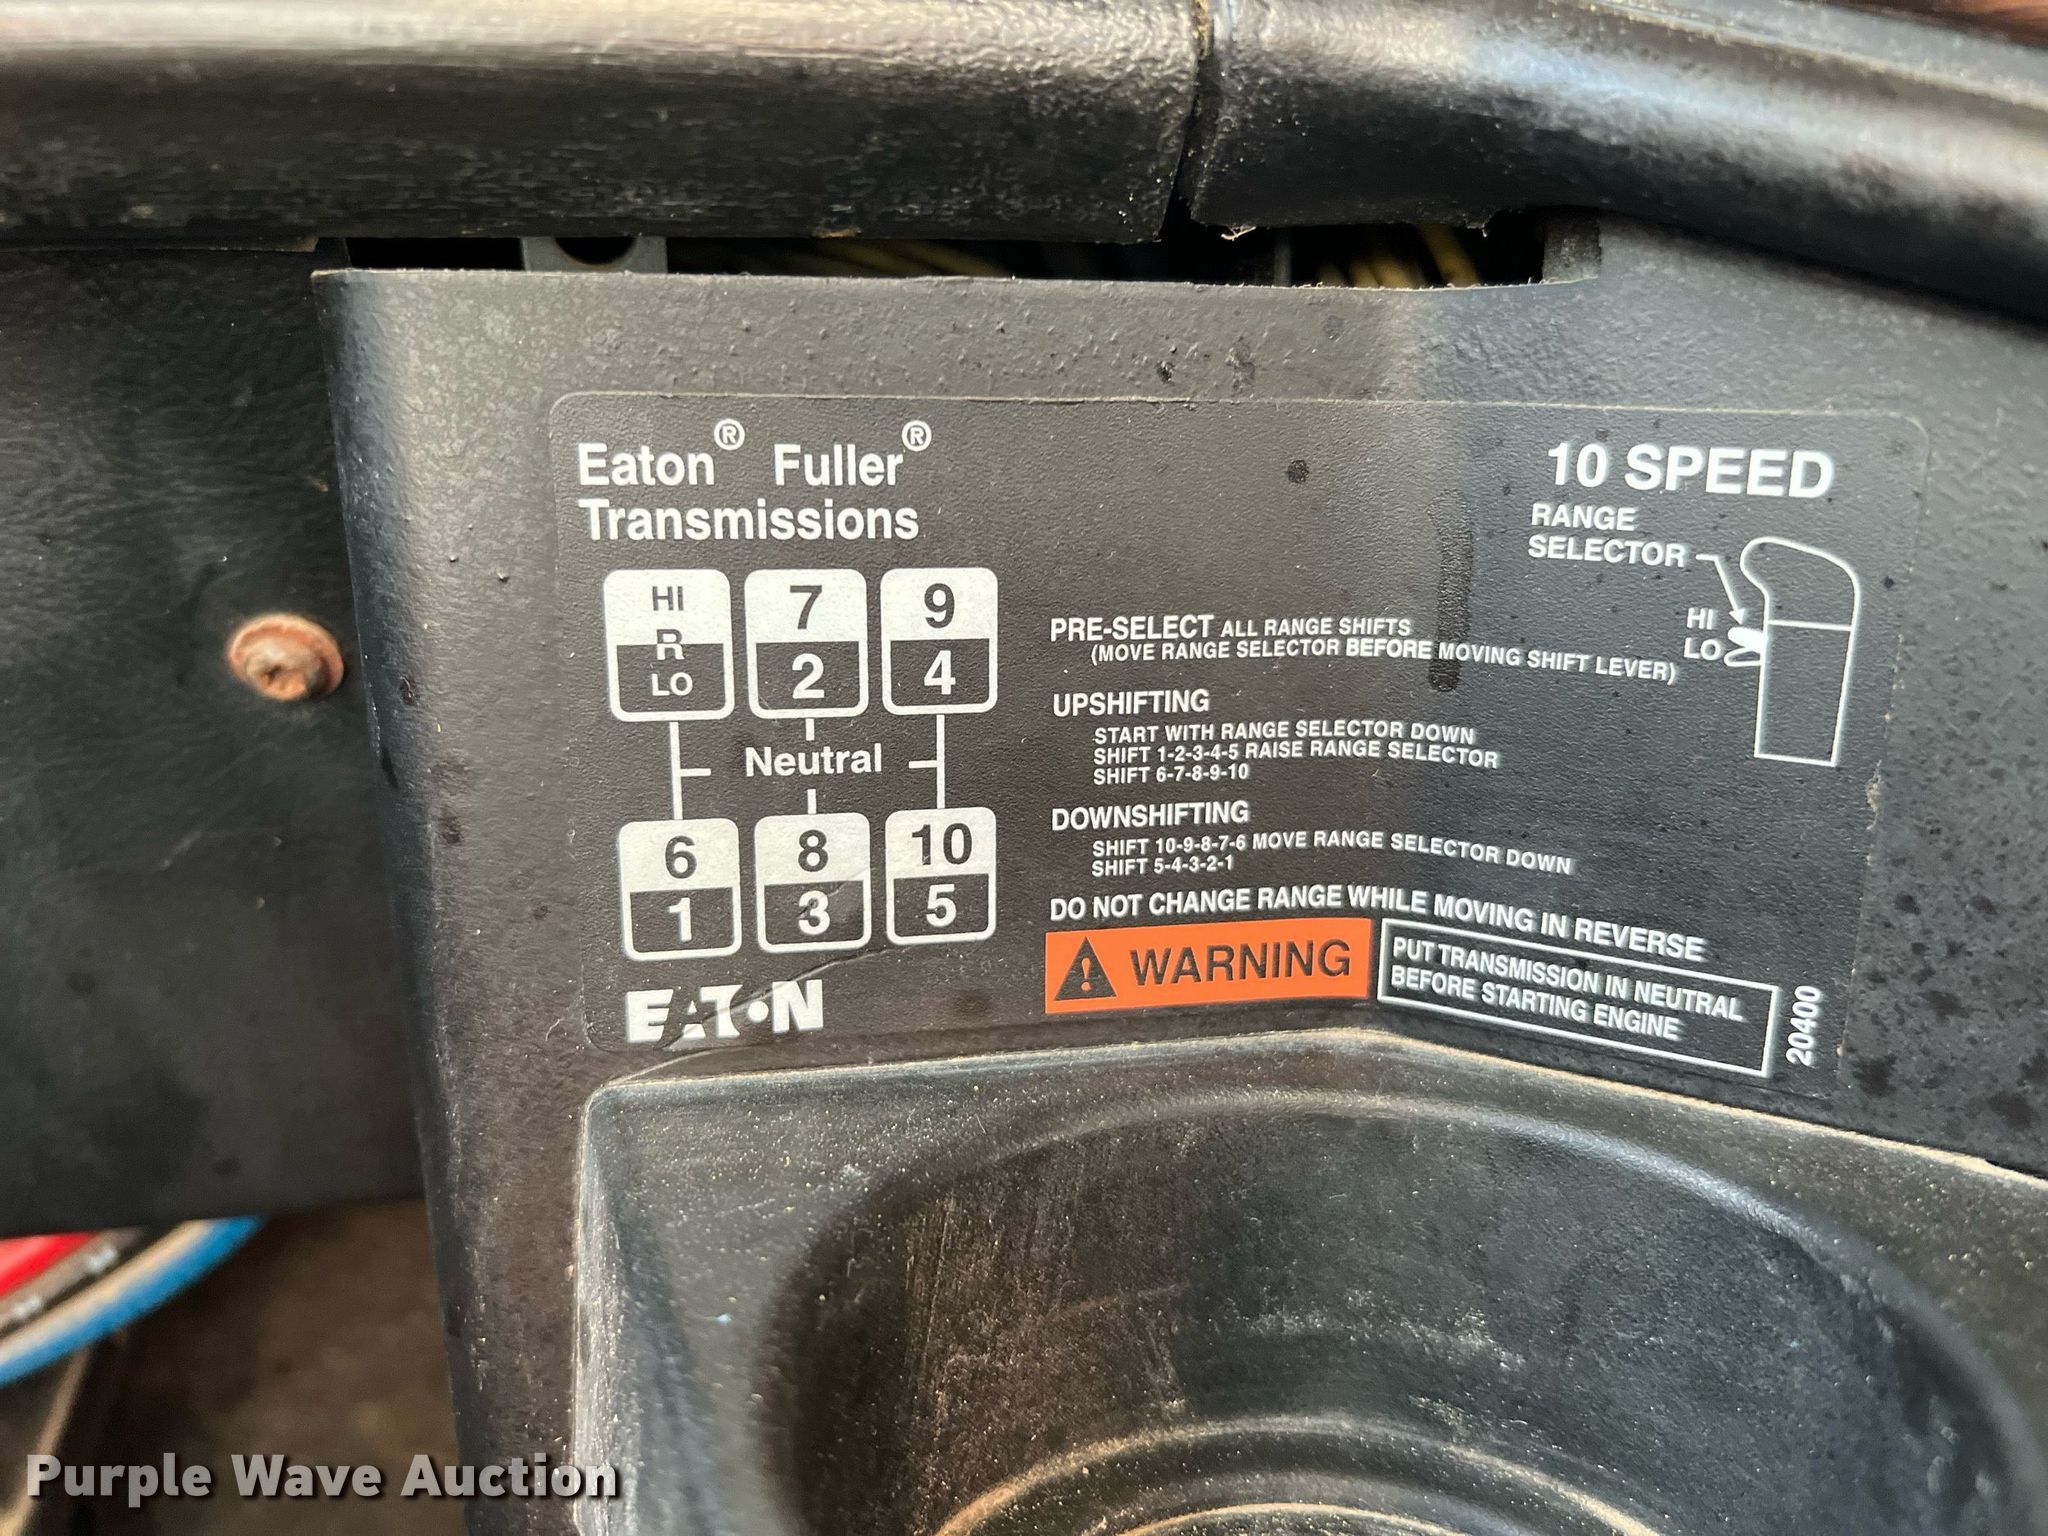 Eaton® Fuller®
Transmissions
HI
R
LO
7
2
9
4
Neutral
6
1
8
3
10
5
EATON
10 SPEED
RANGE
SELECTOR
HI
LO
PRE-SELECT ALL RANGE SHIFTS
(MOVE RANGE SELECTOR BEFORE MOVING SHIFT LEVER)
UPSHIFTING
START WITH RANGE SELECTOR DOWN
SHIFT 1-2-3-4-5 RAISE RANGE SELECTOR
SHIFT 6-7-8-9-10
DOWNSHIFTING
SHIFT 10-9-8-7-6 MOVE RANGE SELECTOR DOWN
SHIFT 5-4-3-2-1
DO NOT CHANGE RANGE WHILE MOVING IN REVERSE
WARNING
PUT TRANSMISSION IN NEUTRAL
BEFORE STARTING ENGINE
20400
Purple Wave Auction